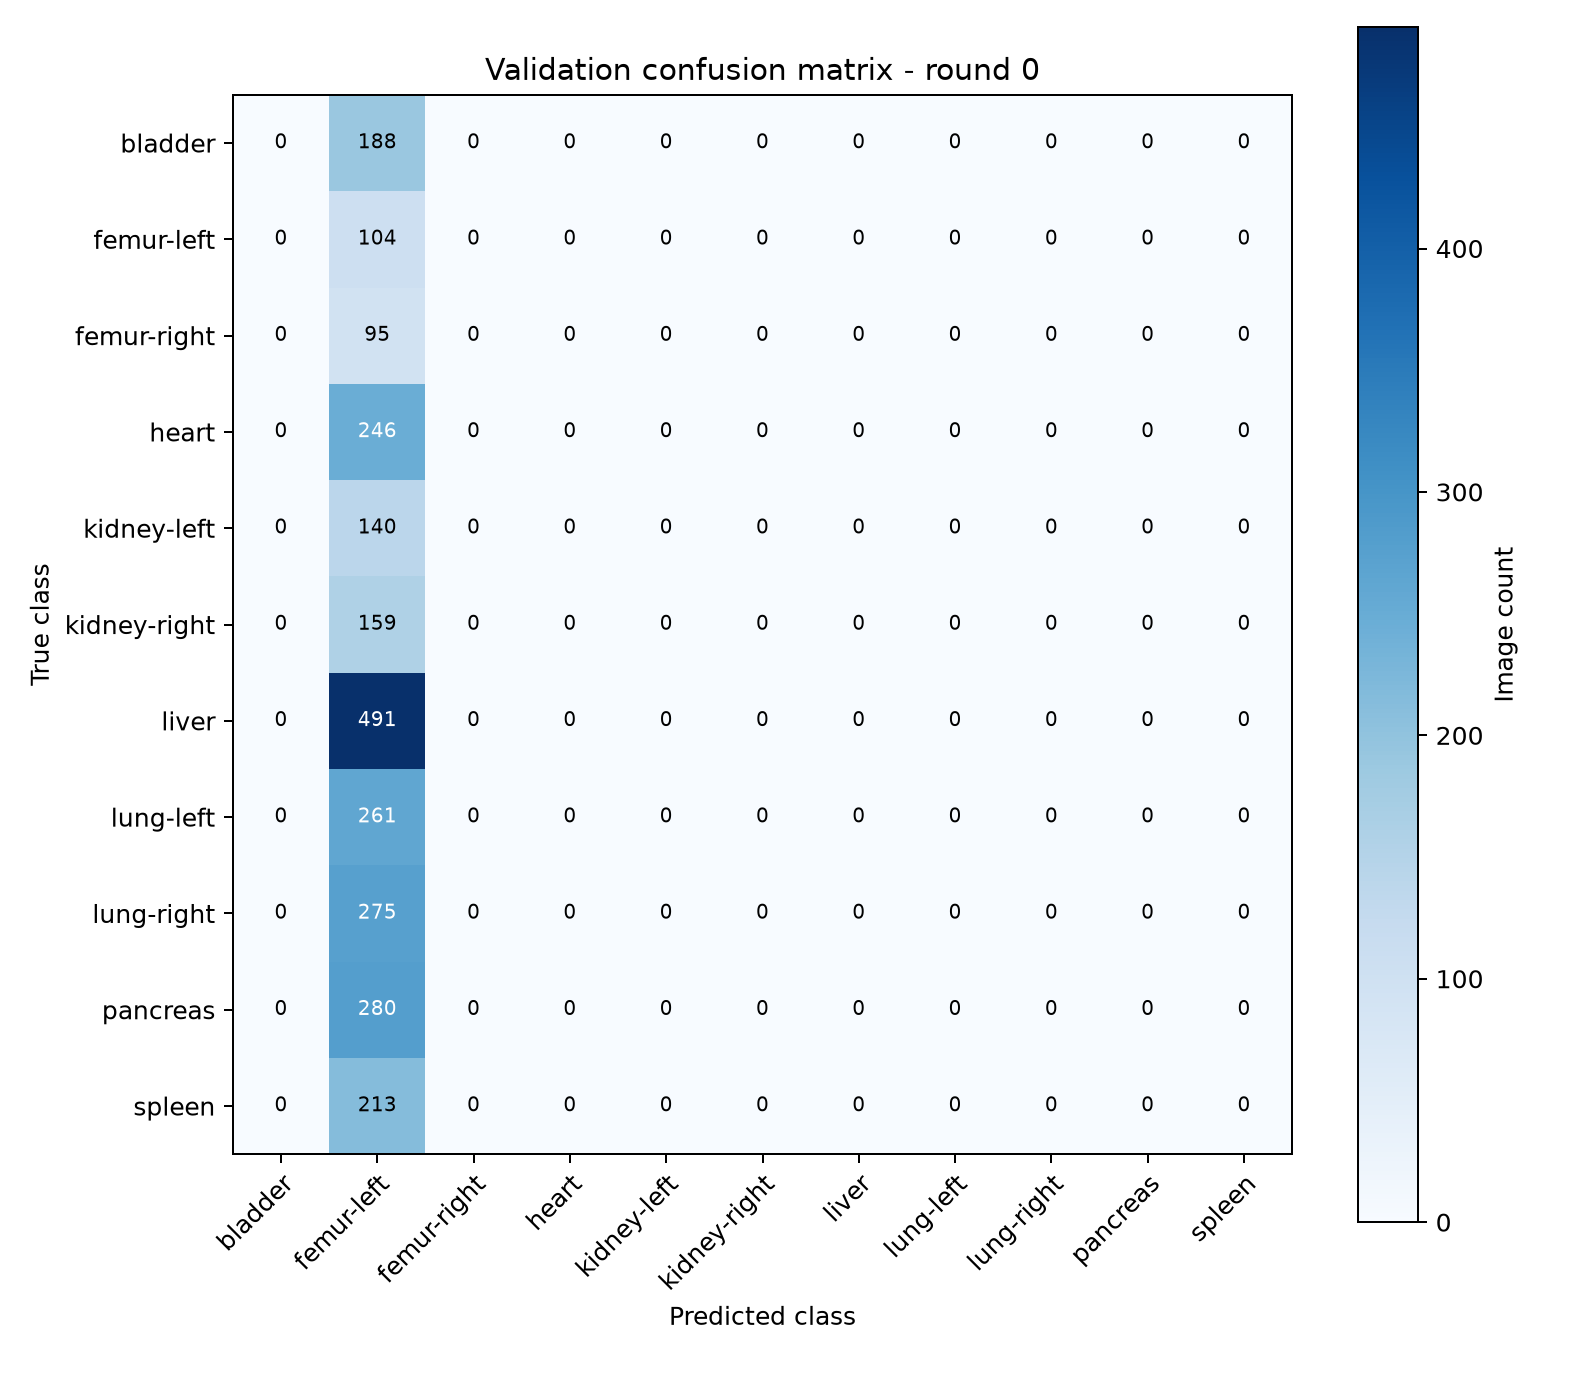 Validation confusion matrix - round 0
True class
bladder 0 188 0 0 0 0 0 0 0 0 0
femur-left 0 104 0 0 0 0 0 0 0 0 0
femur-right 0 95 0 0 0 0 0 0 0 0 0
heart 0 246 0 0 0 0 0 0 0 0 0
kidney-left 0 140 0 0 0 0 0 0 0 0 0
kidney-right 0 159 0 0 0 0 0 0 0 0 0
liver 0 491 0 0 0 0 0 0 0 0 0
lung-left 0 261 0 0 0 0 0 0 0 0 0
lung-right 0 275 0 0 0 0 0 0 0 0 0
pancreas 0 280 0 0 0 0 0 0 0 0 0
spleen 0 213 0 0 0 0 0 0 0 0 0
bladder femur-left femur-right heart kidney-left kidney-right liver lung-left lung-right pancreas spleen
Predicted class
400
300
200
100
0
Image count